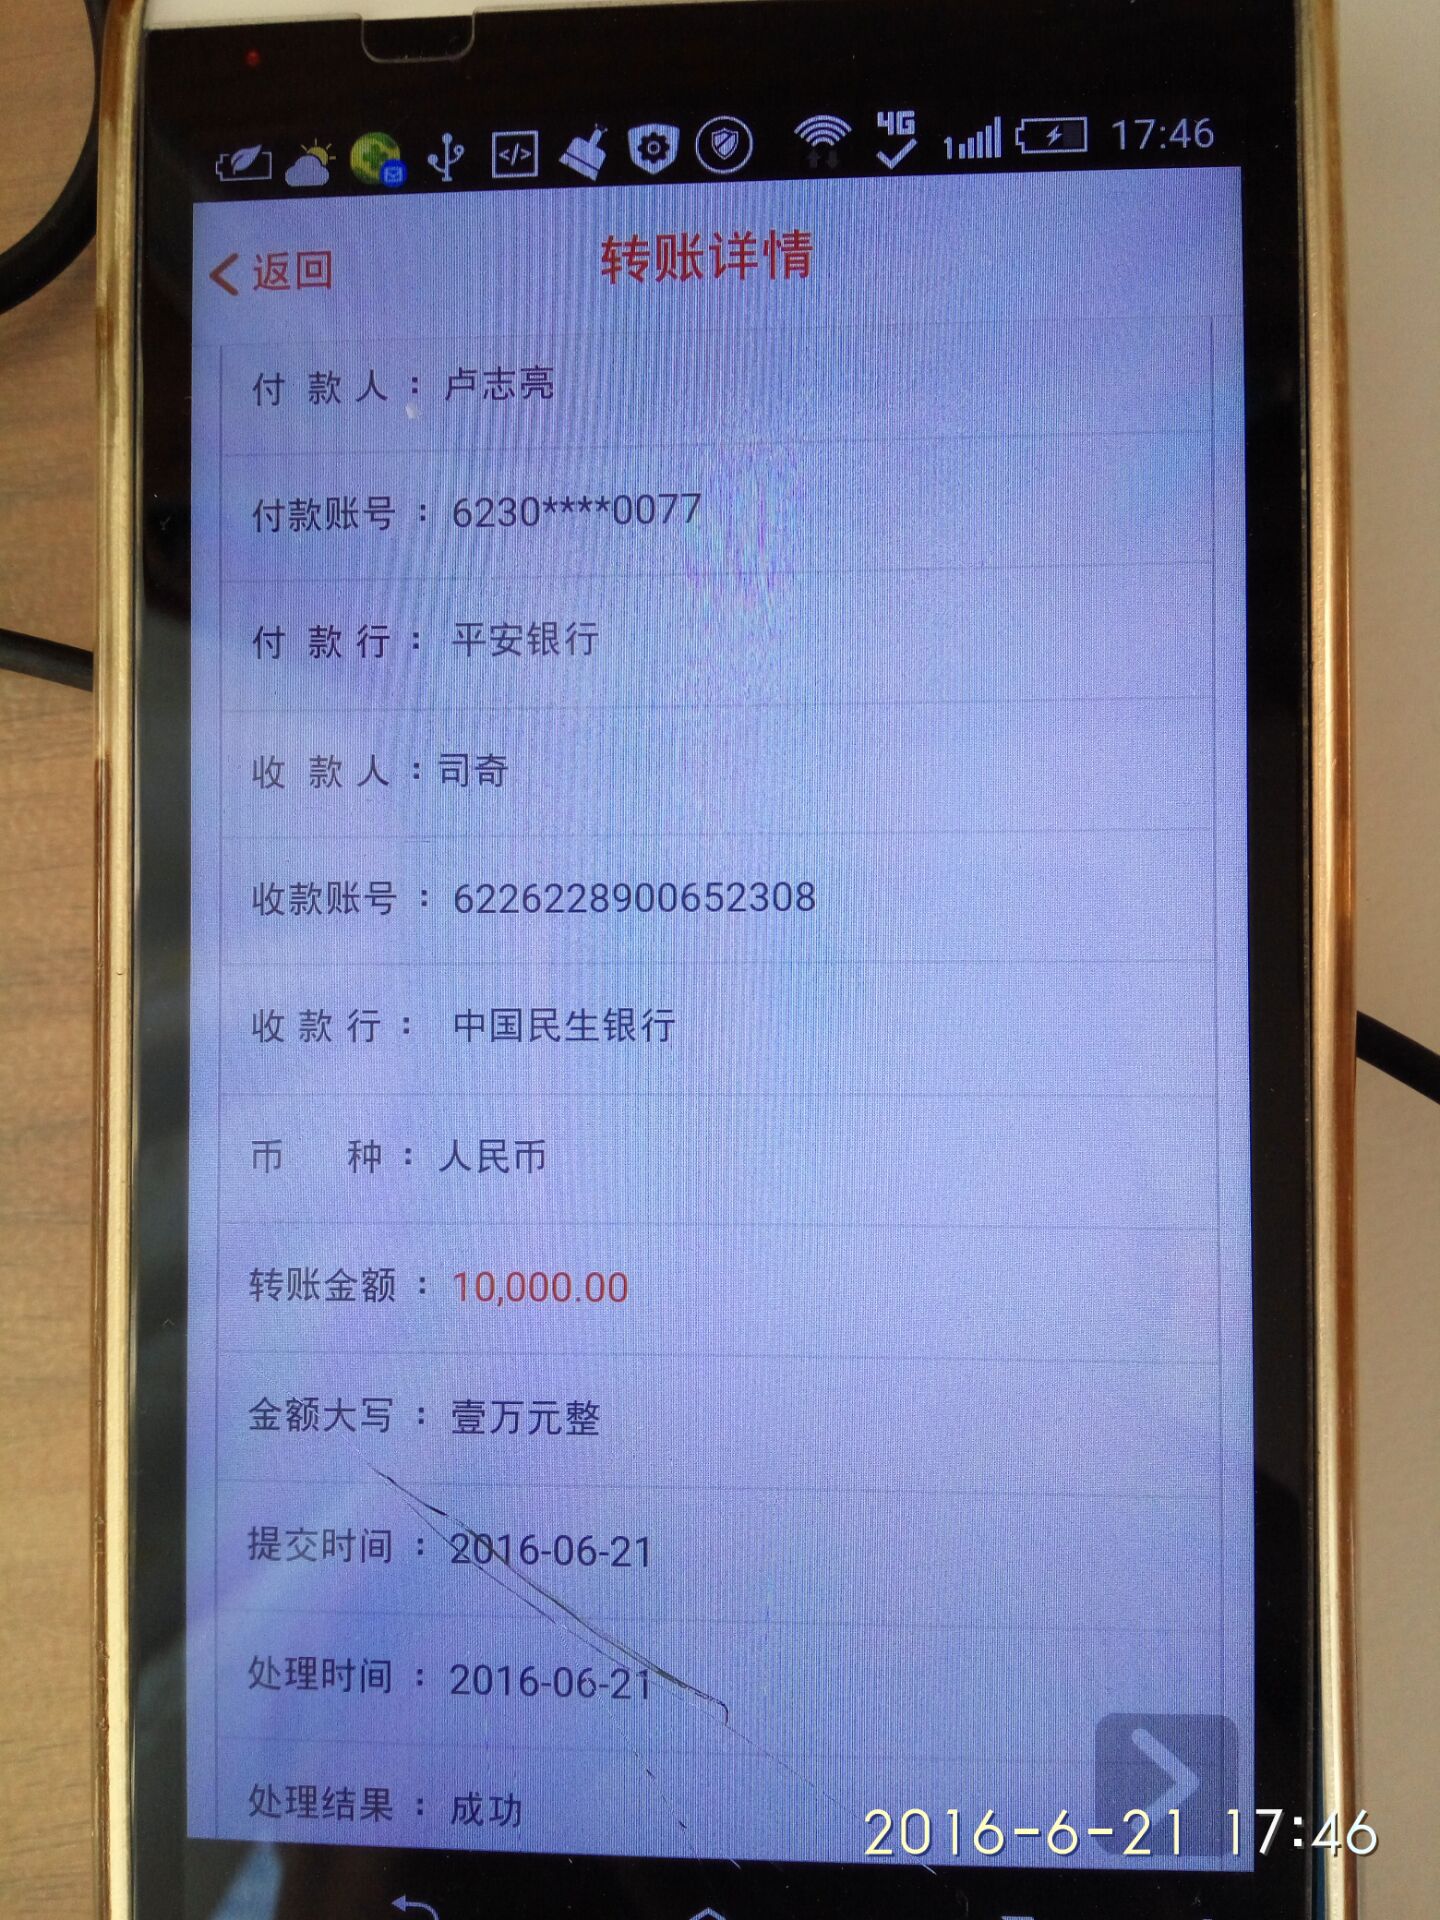 4G
17:46
返回
转账详情
付 款 人 : 卢志亮
付款账号 : 6230****0077
付 款 行 : 平安银行
收 款 人 : 司奇
收款账号 : 6226228900652308
收 款 行 : 中国民生银行
币 种 : 人民币
转账金额 : 10,000.00
金额大写 : 壹万元整
提交时间 : 2016-06-21
处理时间 : 2016-06-21
处理结果 : 成功
2016-6-21 17:46